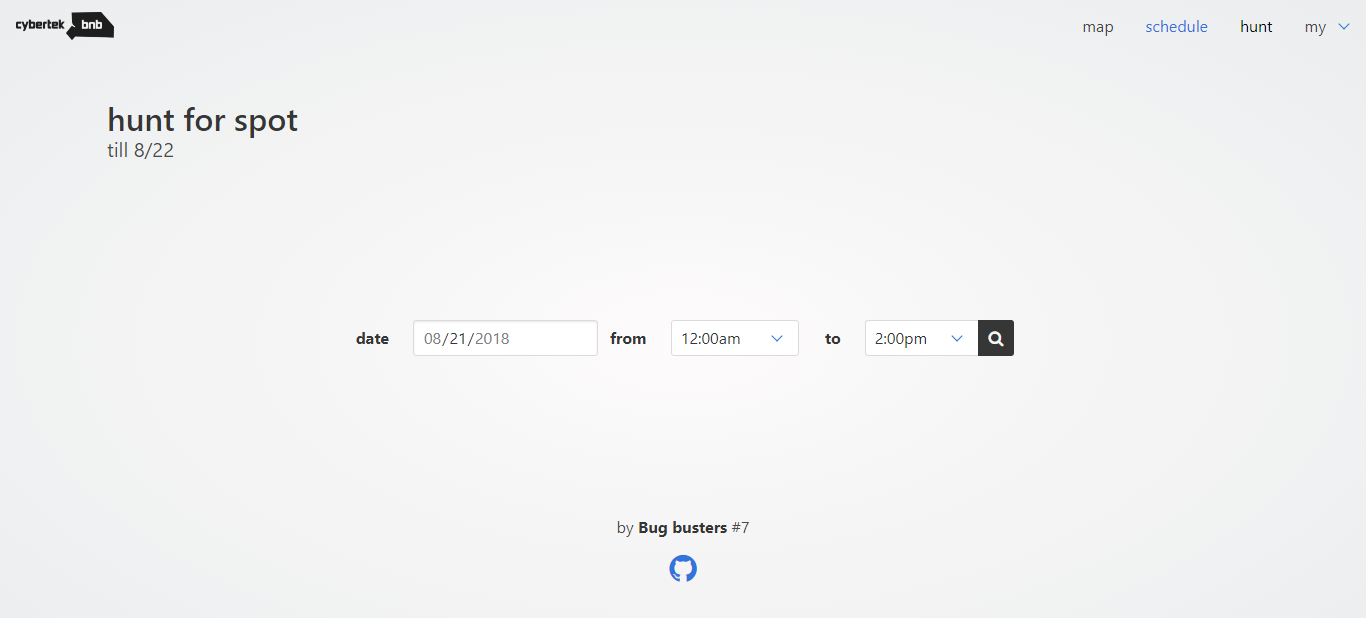 cybertek bnb
map schedule hunt my
hunt for spot
till 8/22
date 08/21/2018 from 12:00am to 2:00pm
by Bug busters #7